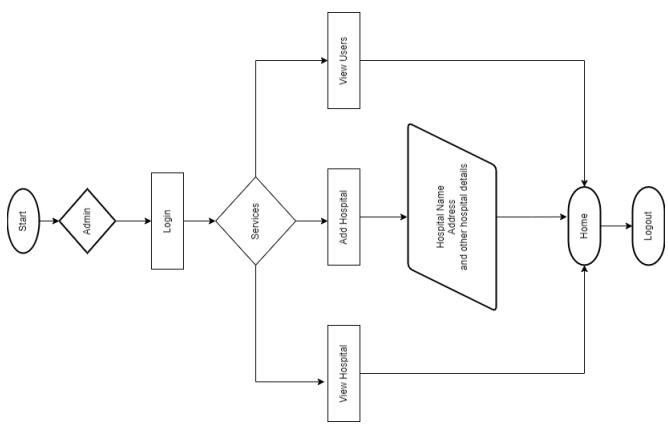 Start
Admin
Login
Services
View Hospital
Add Hospital
View Users
Hospital Name
Address
and other hospital details
Home
Logout